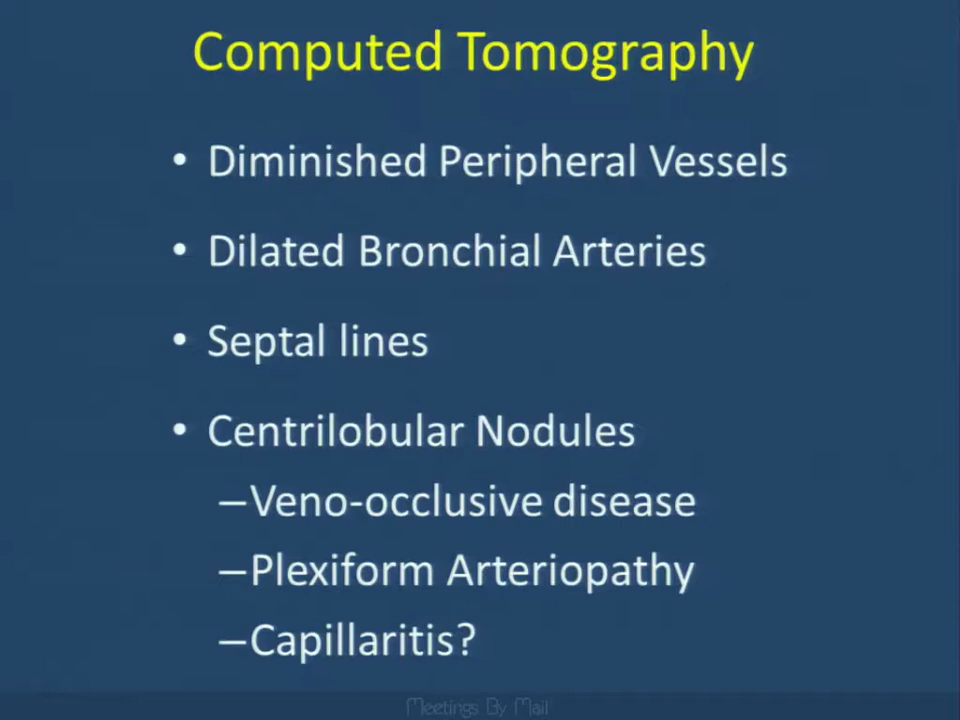 Computed Tomography
• Diminished Peripheral Vessels
• Dilated Bronchial Arteries
• Septal lines
• Centrilobular Nodules
–Veno-occlusive disease
–Plexiform Arteriopathy
–Capillaritis?
Meetings By Mail